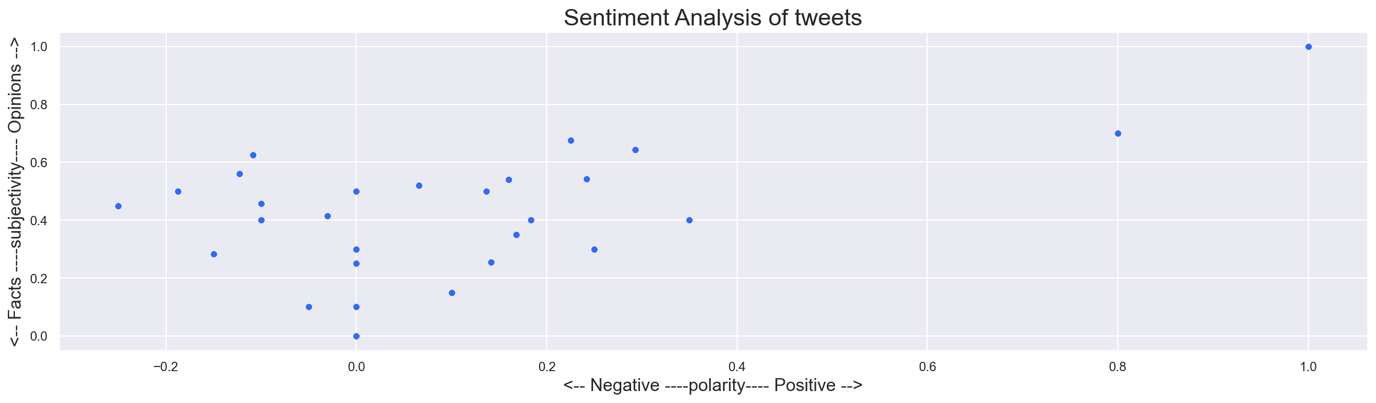 Sentiment Analysis of tweets
<-- Facts ----subjectivity---- Opinions -->
1.0
0.8
0.6
0.4
0.2
0.0
−0.2 0.0 0.2 0.4 0.6 0.8 1.0
<-- Negative ----polarity---- Positive -->